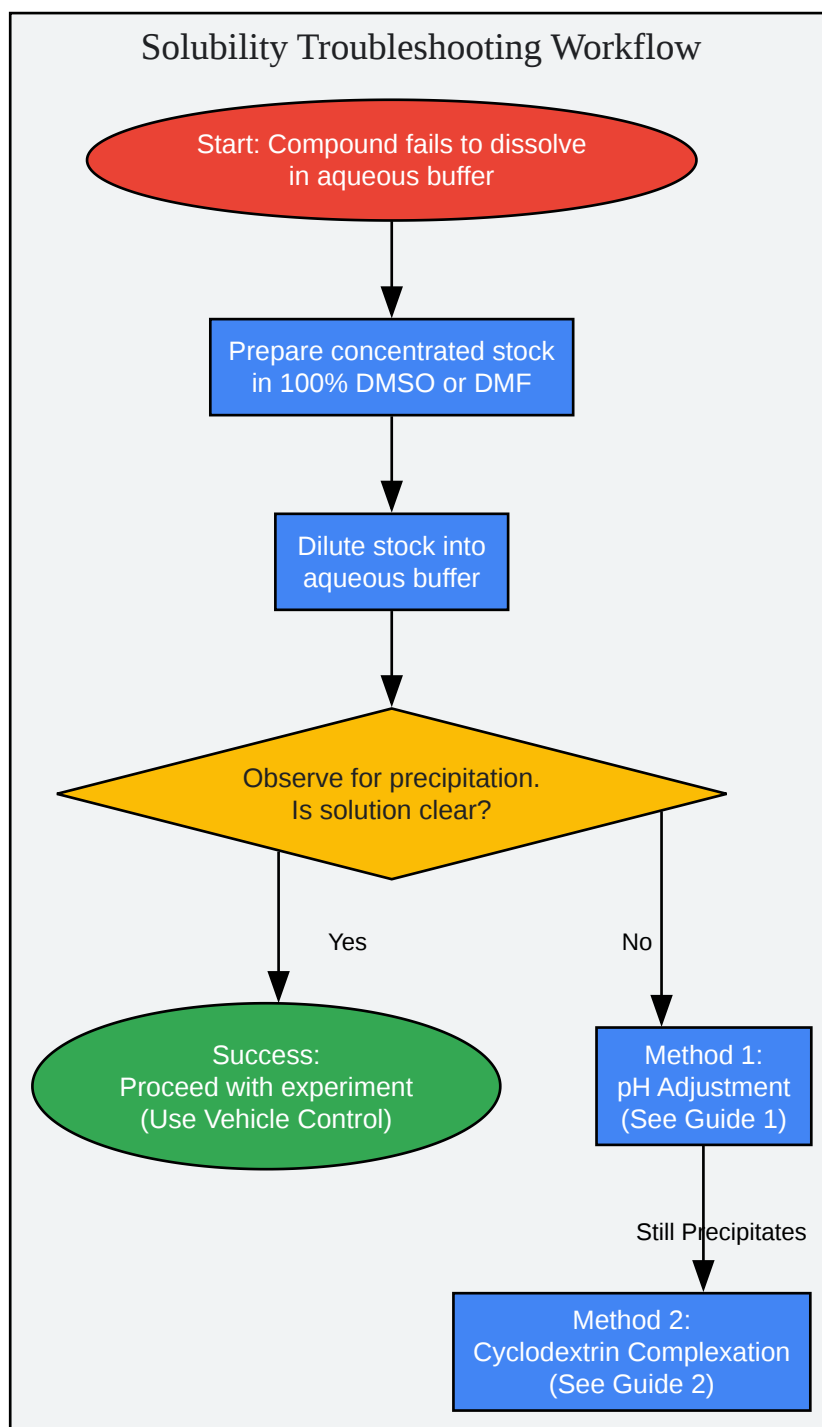 Solubility Troubleshooting Workflow
Start: Compound fails to dissolve
in aqueous buffer
Prepare concentrated stock
in 100% DMSO or DMF
Dilute stock into
aqueous buffer
Observe for precipitation.
Is solution clear?
Yes
No
Success:
Proceed with experiment
(Use Vehicle Control)
Method 1:
pH Adjustment
(See Guide 1)
Still Precipitates
Method 2:
Cyclodextrin Complexation
(See Guide 2)